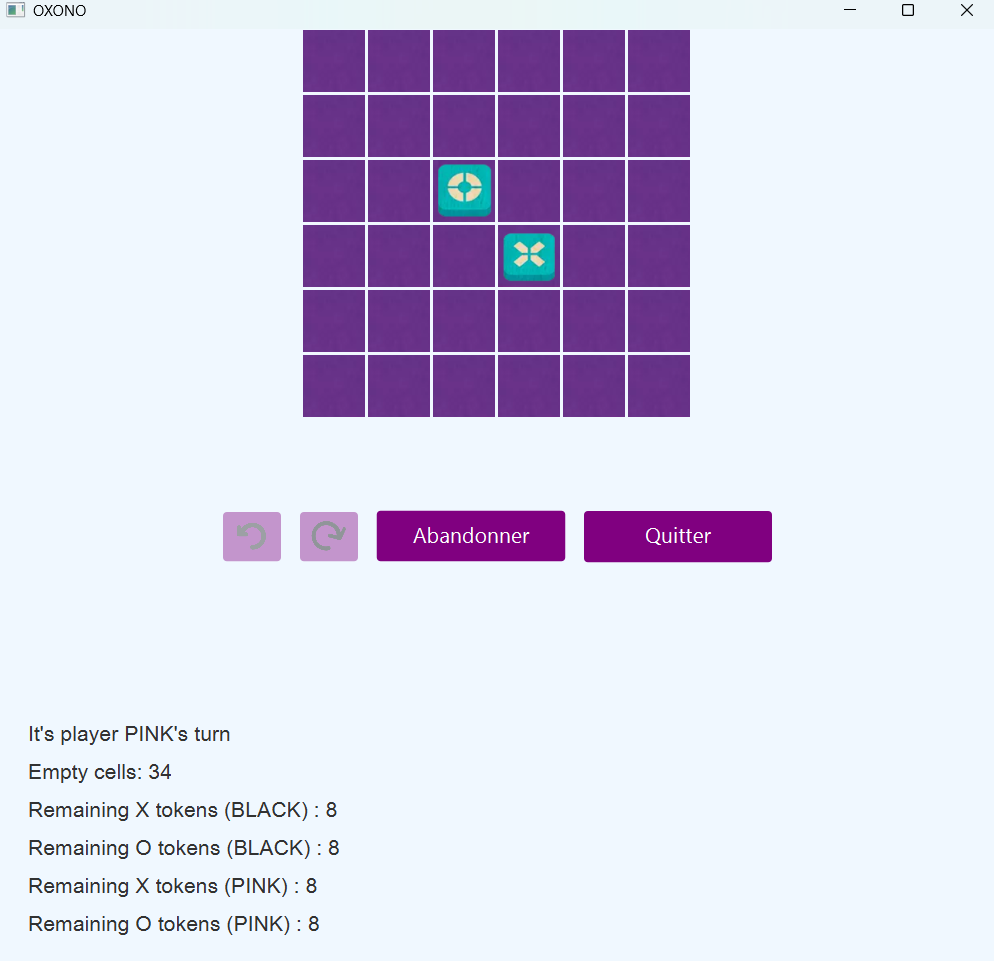 OXONO
Abandonner
Quitter
It's player PINK's turn
Empty cells: 34
Remaining X tokens (BLACK) : 8
Remaining O tokens (BLACK) : 8
Remaining X tokens (PINK) : 8
Remaining O tokens (PINK) : 8